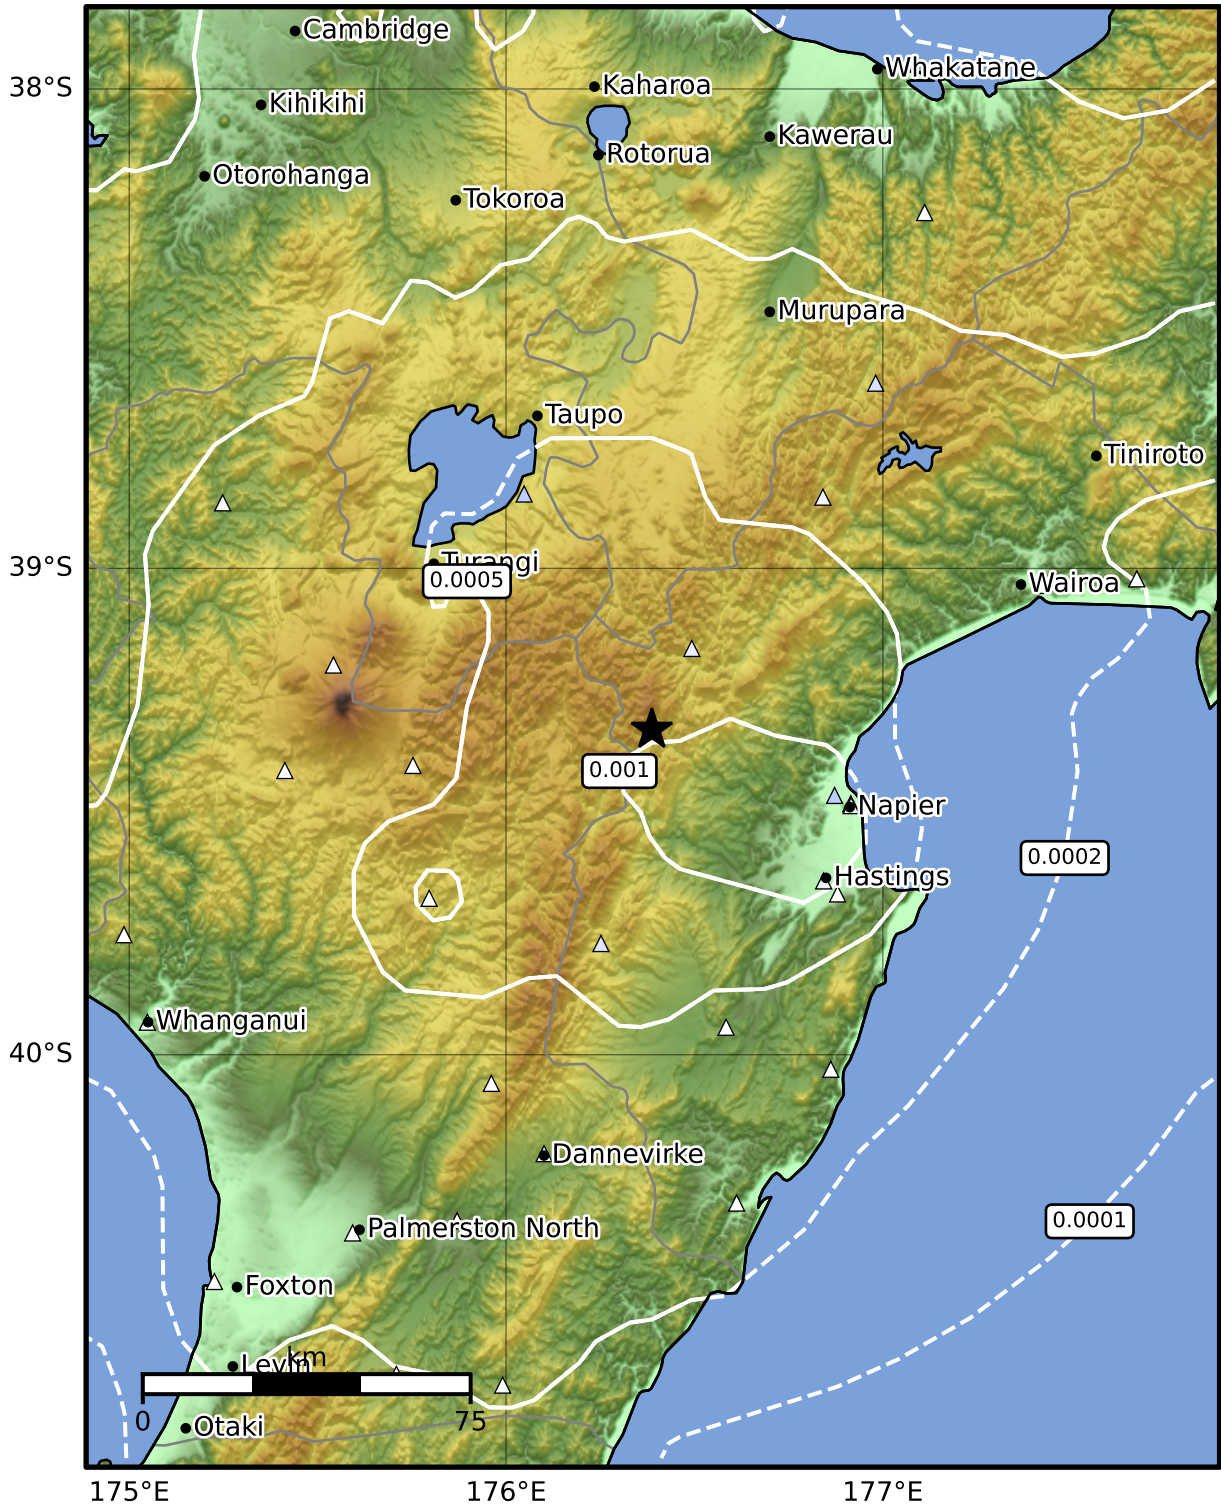 Cambridge
38°S
Whakatane
Kaharoa
Kihikihi
Kawerau
Rotorua
Otorohanga
Tokoroa
Murupara
Taupo
Tiniroto
39°S
Turangi
0.0005
Wairoa
0.001
Napier
0.0002
Hastings
Whanganui
40°S
Dannevirke
0.0001
Palmerston North
Foxton
Levin
km
0
75
Otaki
175°E
176°E
177°E